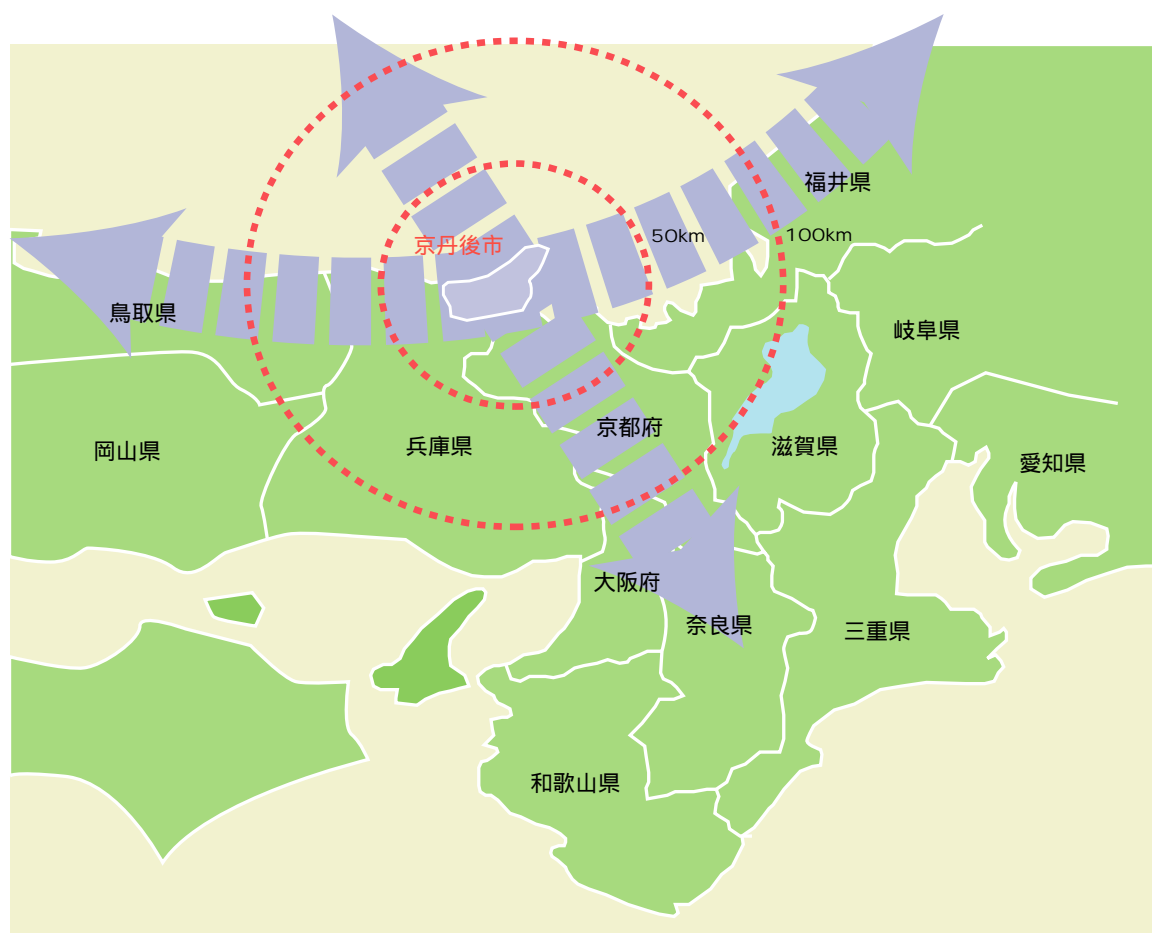 福井県
50km
100km
京丹後市
鳥取県
岐阜県
京都府
兵庫県
滋賀県
岡山県
愛知県
大阪府
奈良県
三重県
和歌山県